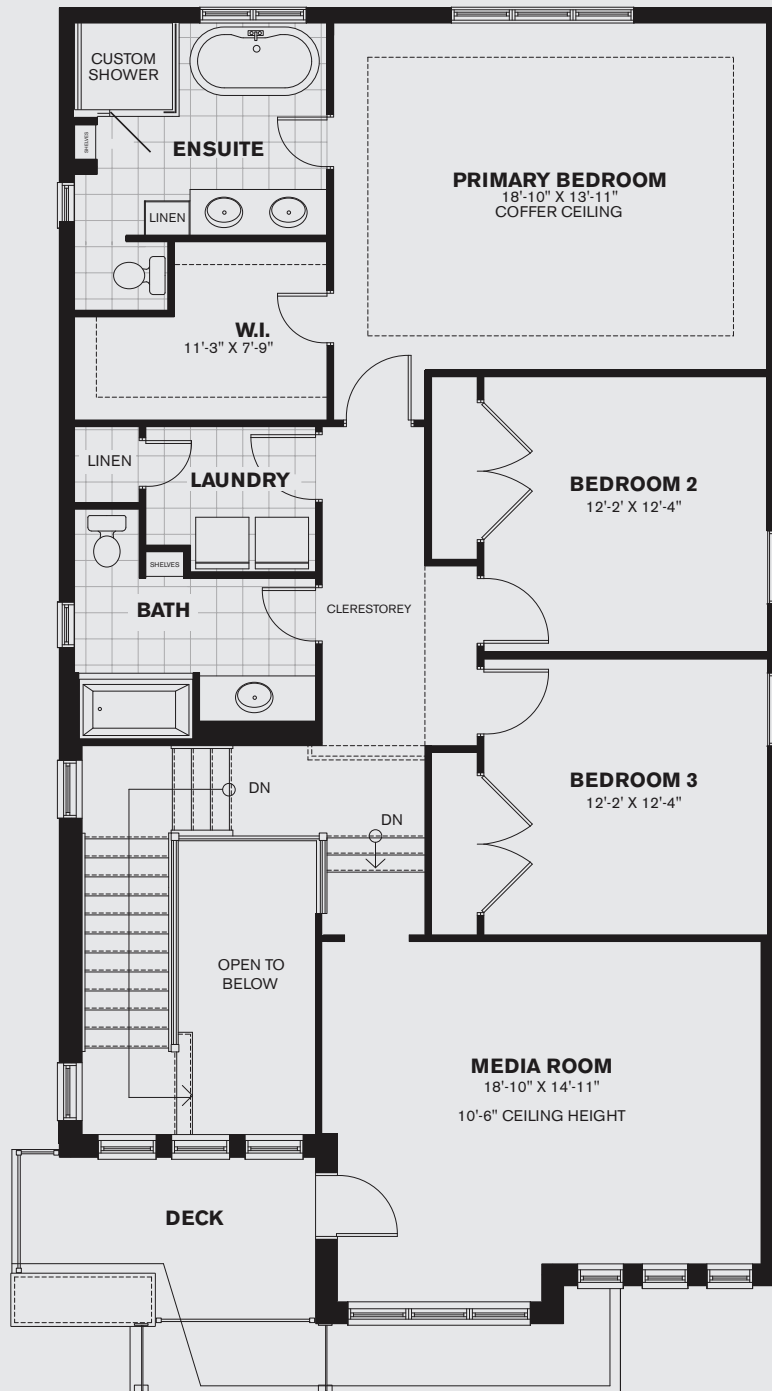 CUSTOM
SHOWER
SHELVES
ENSUITE
LINEN
PRIMARY BEDROOM
18'-10" X 13'-11"
COFFER CEILING
W.I.
11'-3" X 7'-9"
LINEN
LAUNDRY
BEDROOM 2
12'-2' X 12'-4"
SHELVES
BATH
CLERESTOREY
BEDROOM 3
12'-2' X 12'-4"
DN
DN
OPEN TO
BELOW
MEDIA ROOM
18'-10" X 14'-11"
10'-6" CEILING HEIGHT
DECK